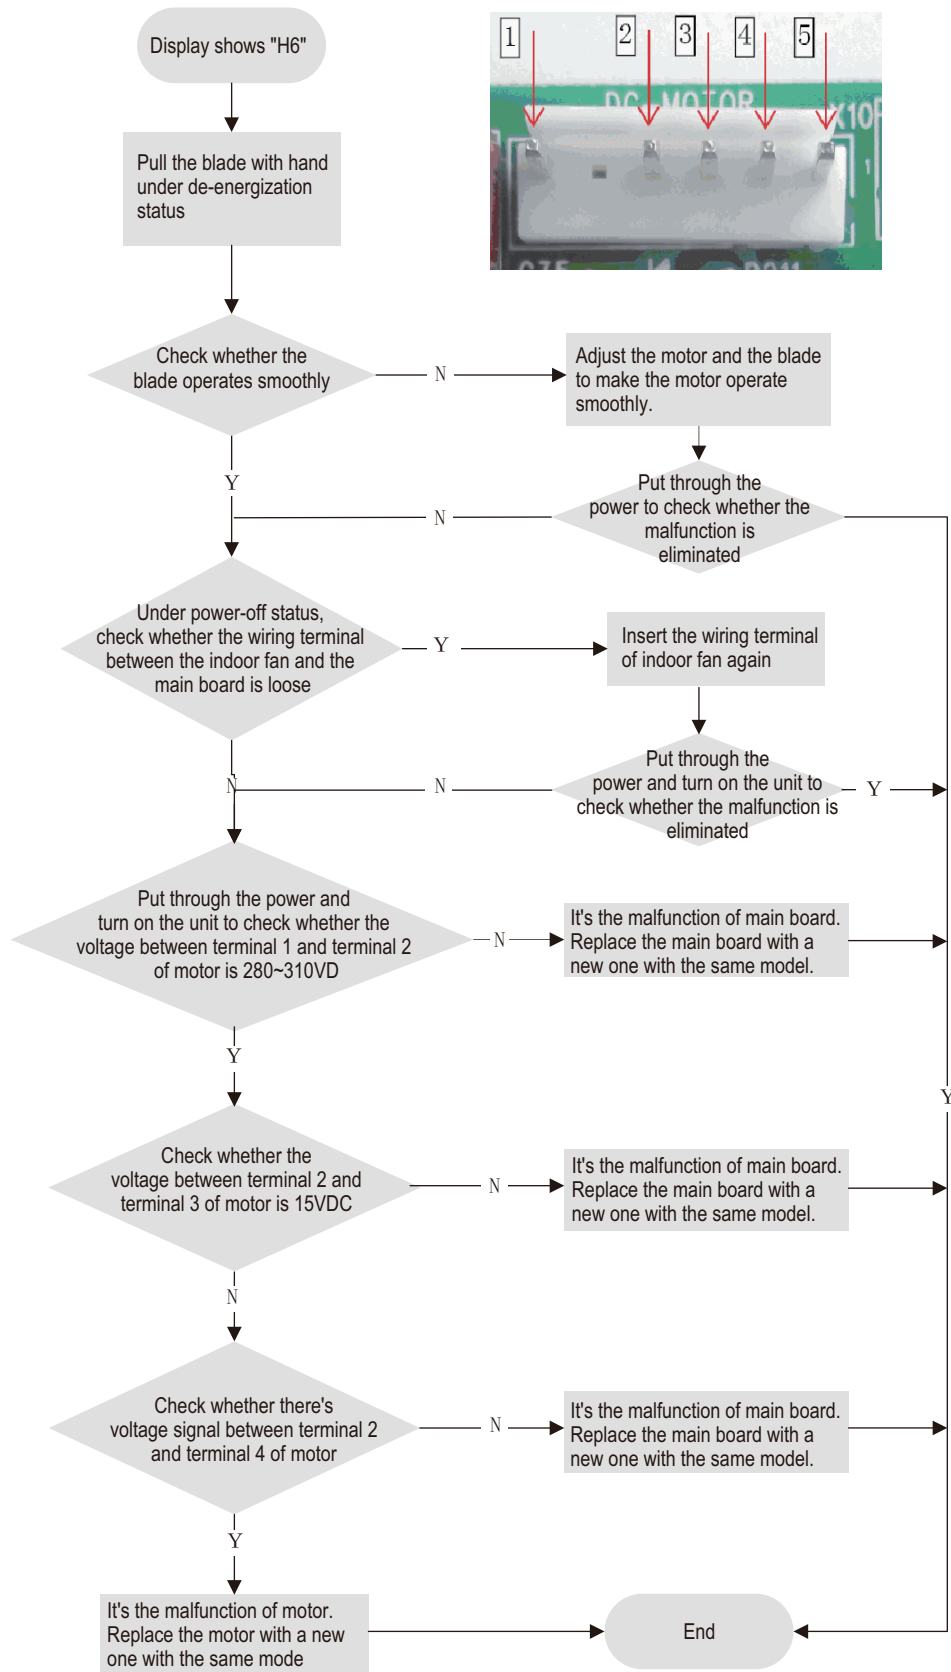 Display shows "H6"
1
2
3
4
5
DC MOTOR
X10
1
Pull the blade with hand
under de-energization
status
Check whether the
blade operates smoothly
N
Adjust the motor and the blade
to make the motor operate
smoothly.
Y
Put through the
power to check whether the
malfunction is
eliminated
N
Under power-off status,
check whether the wiring terminal
between the indoor fan and the
main board is loose
Y
Insert the wiring terminal
of indoor fan again
N
Put through the
power and turn on the unit to
check whether the malfunction is
eliminated
N
Y
Put through the power and
turn on the unit to check whether the
voltage between terminal 1 and terminal 2
of motor is 280~310VD
N
It's the malfunction of main board.
Replace the main board with a
new one with the same model.
Y
Y
Check whether the
voltage between terminal 2 and
terminal 3 of motor is 15VDC
N
It's the malfunction of main board.
Replace the main board with a
new one with the same model.
N
Check whether there's
voltage signal between terminal 2
and terminal 4 of motor
N
It's the malfunction of main board.
Replace the main board with a
new one with the same model.
Y
It's the malfunction of motor.
Replace the motor with a new
one with the same mode
End